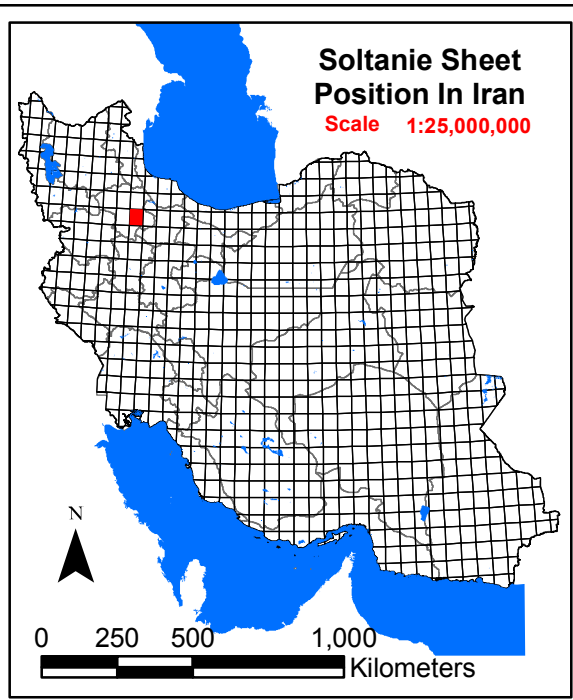 Soltanie Sheet
Position In Iran
Scale 1:25,000,000
N
0 250 500 1,000
Kilometers